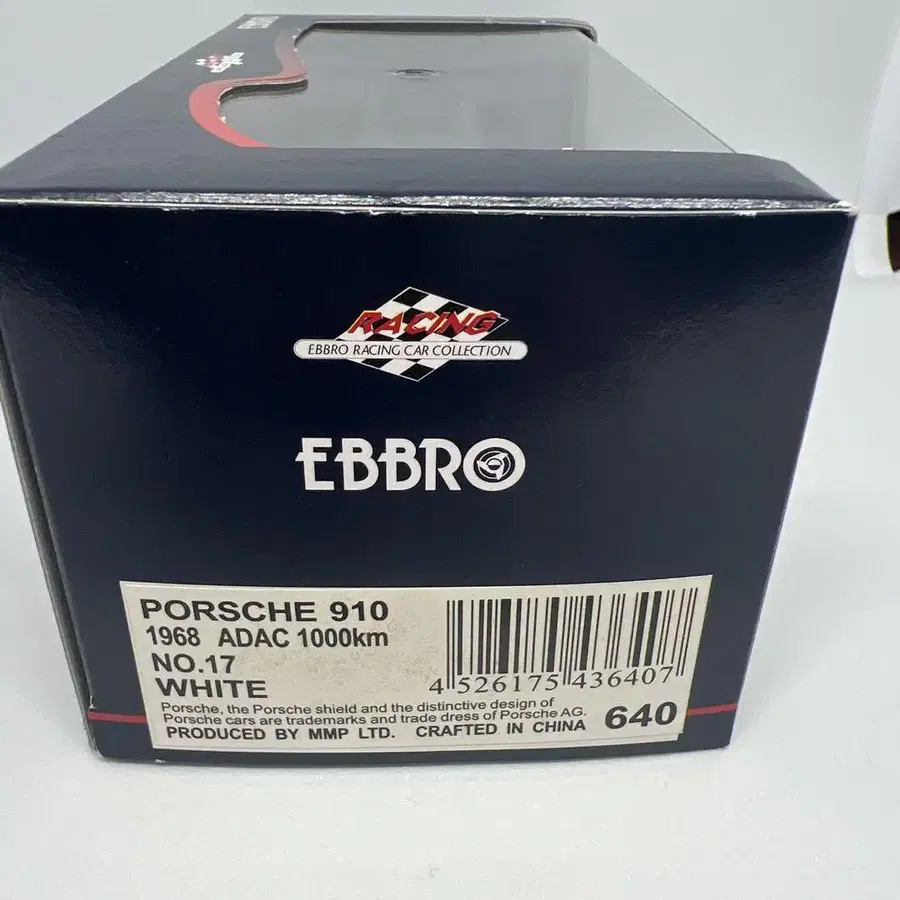 EBBRO
RACING
EBBRO RACING CAR COLLECTION
EBBRO
PORSCHE 910
1968 ADAC 1000km
NO.17
WHITE
4 526175 436407
Porsche, the Porsche shield and the distinctive design of
Porsche cars are trademarks and trade dress of Porsche AG.
PRODUCED BY MMP LTD. CRAFTED IN CHINA
640